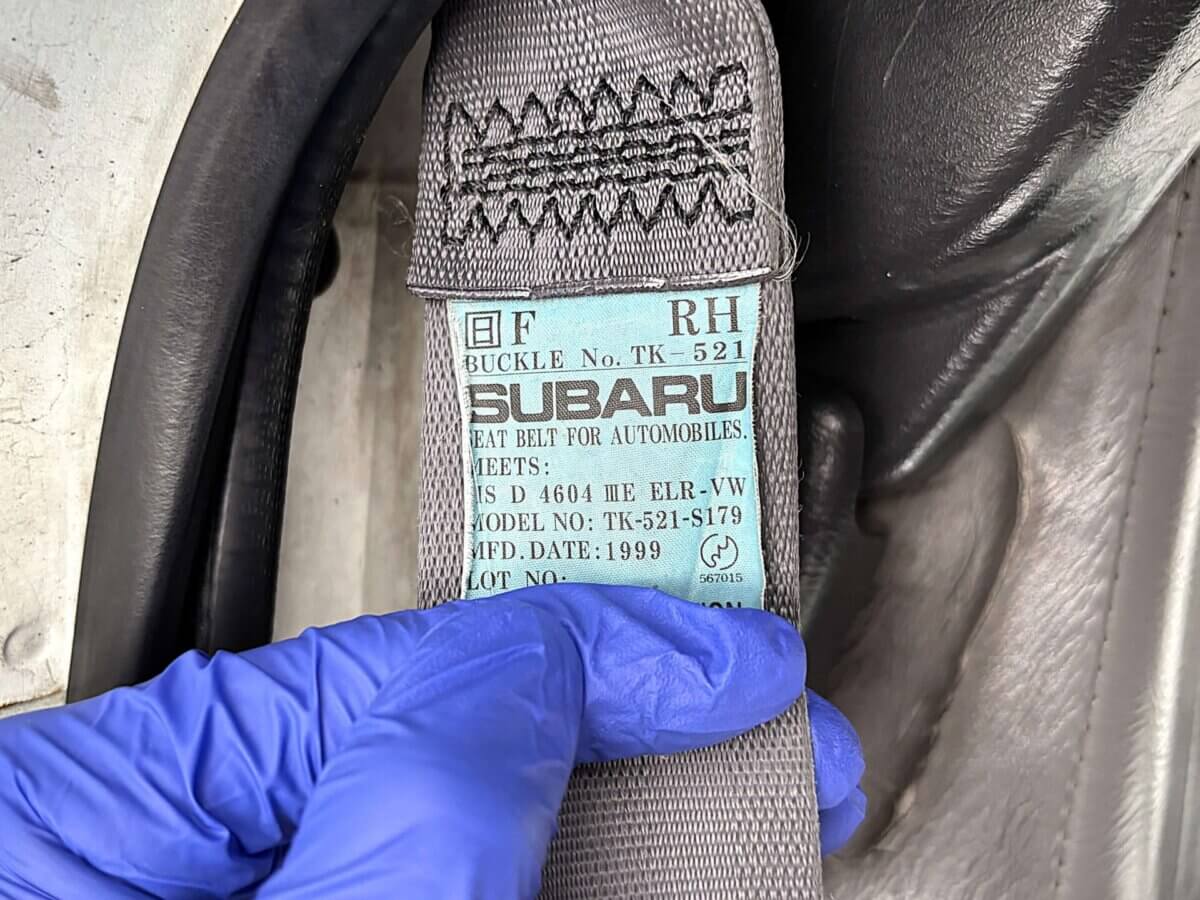 日 F RH
BUCKLE No. TK-521
SUBARU
EAT BELT FOR AUTOMOBILES.
MEETS:
IS D 4604 ⅢE ELR-VW
MODEL NO: TK-521-S179
MFD. DATE: 1999
567015
LOT NO: